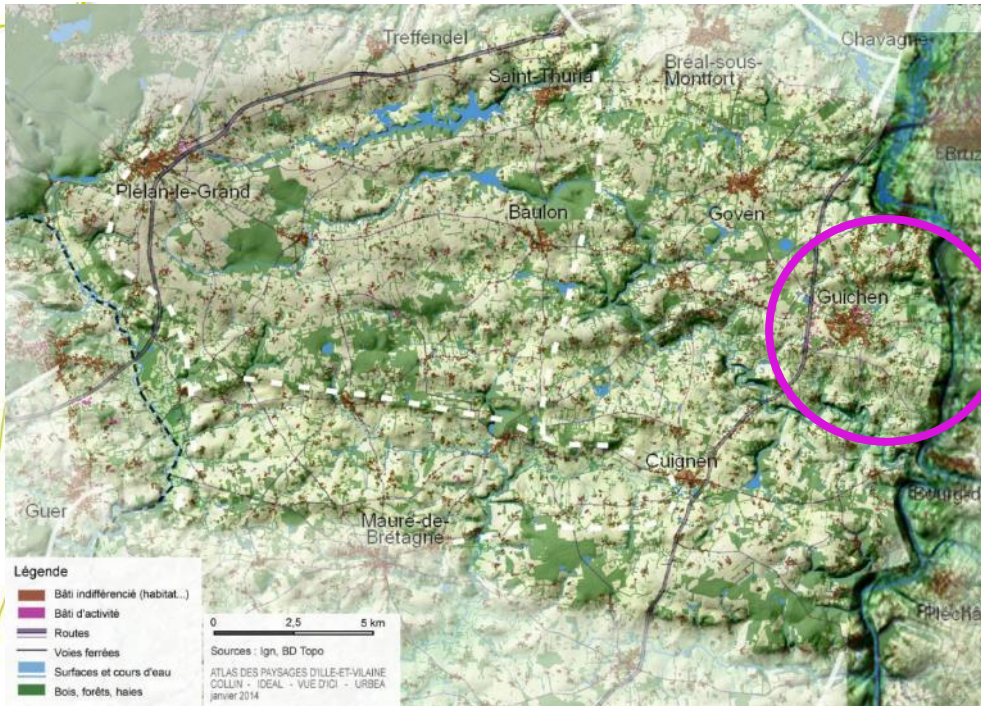 Treffendel
Chavagne
Bréal-sous-
Montfort
Saint-Thuria
Plélan-le-Grand
Baulon
Goven
Guichen
Cuignen
Guer
Maure-de-
Bretagne
Légende
Bâti indifférencié (habitat...)
Bâti d'activité
Routes
Voies ferrées
Surfaces et cours d'eau
Bois, forêts, haies
0 2,5 5 km
Sources : Ign, BD Topo
ATLAS DES PAYSAGES D'ILLE-ET-VILAINE
COLLIN - IDEAL - VUE D'ICI - URBEA
janvier 2014